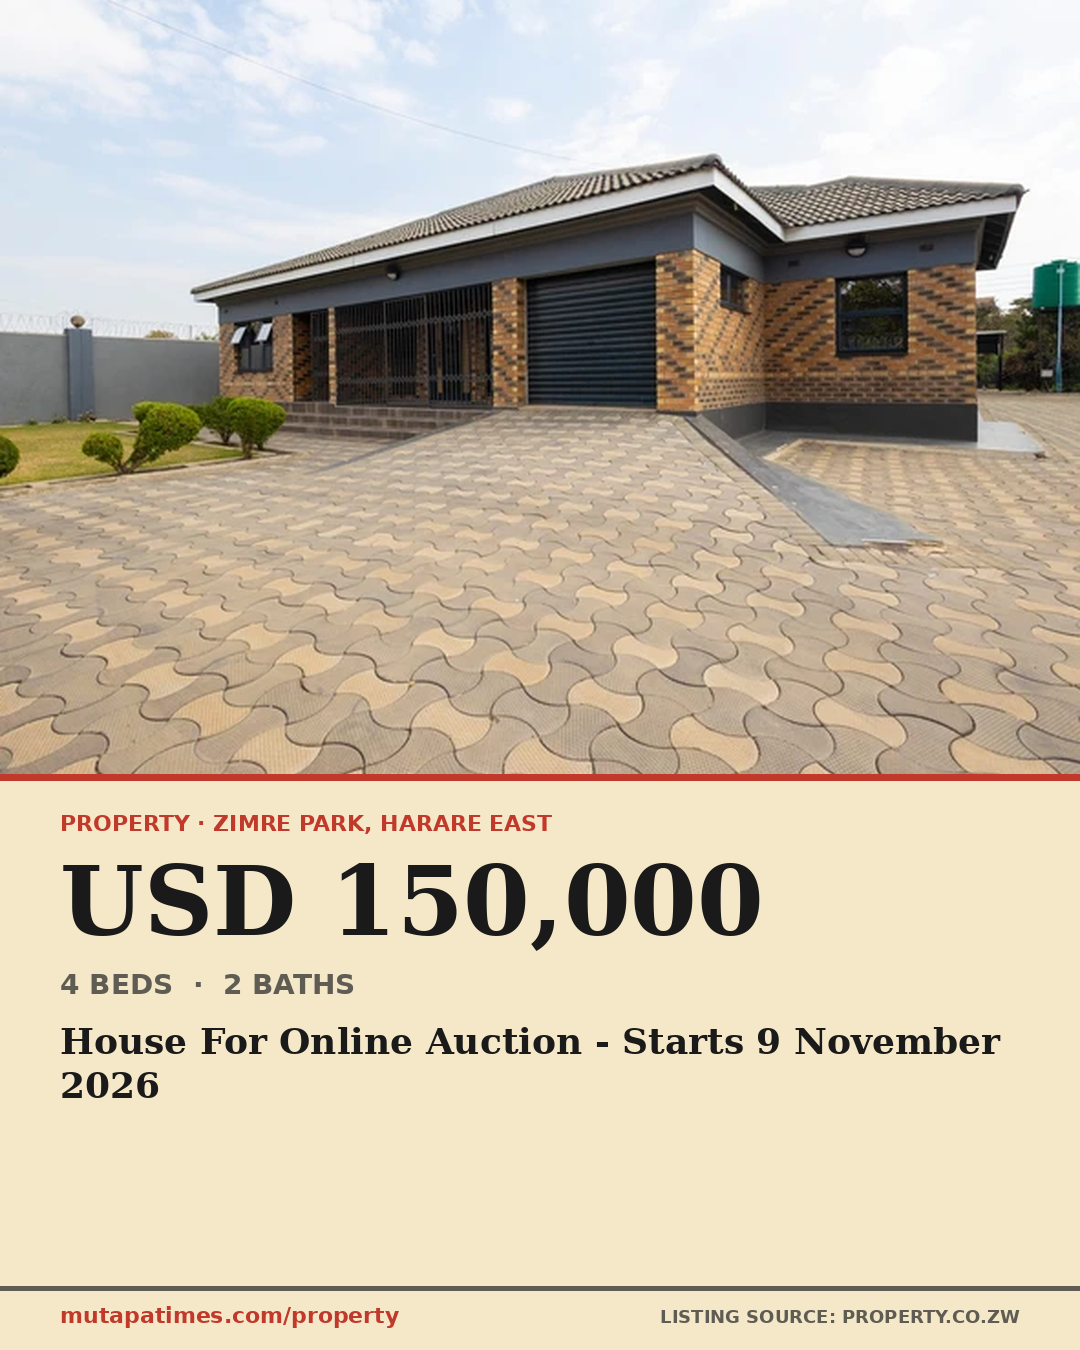 PROPERTY · ZIMRE PARK, HARARE EAST
USD 150,000
4 BEDS · 2 BATHS
House For Online Auction - Starts 9 November
2026
mutapatimes.com/property
LISTING SOURCE: PROPERTY.CO.ZW